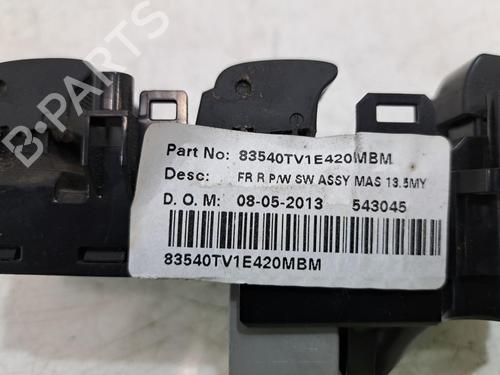 B-PARTS
Part No: 83540TV1E420MBM
Desc: FR R P/W SW ASSY MAS 13.5MY
D. O. M: 08-05-2013 543045
83540TV1E420MBM